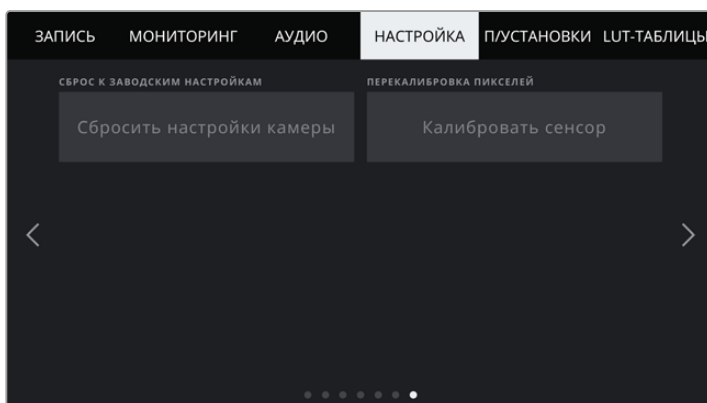 ЗАПИСЬ МОНИТОРИНГ АУДИО НАСТРОЙКА П/УСТАНОВКИ LUT-ТАБЛИЦЫ
СБРОС К ЗАВОДСКИМ НАСТРОЙКАМ ПЕРЕКАЛИБРОВКА ПИКСЕЛЕЙ
Сбросить настройки камеры Калибровать сенсор